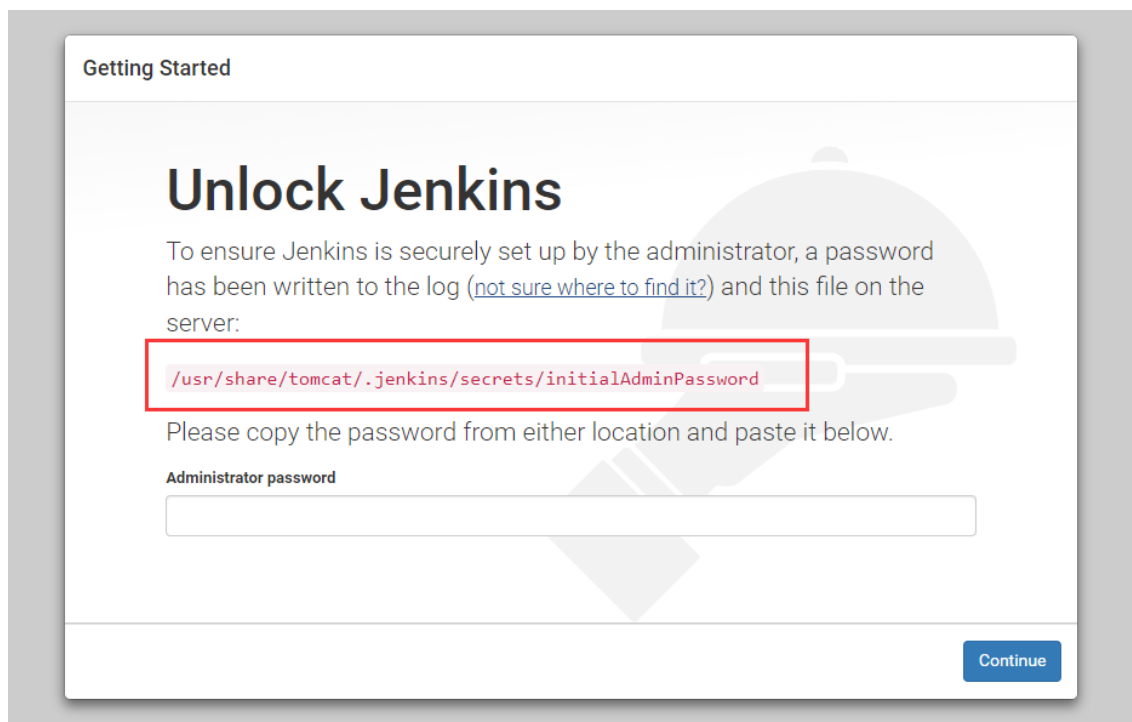 Getting Started
Unlock Jenkins
To ensure Jenkins is securely set up by the administrator, a password
has been written to the log (not sure where to find it?) and this file on the
server:
/usr/share/tomcat/.jenkins/secrets/initialAdminPassword
Please copy the password from either location and paste it below.
Administrator password
Continue